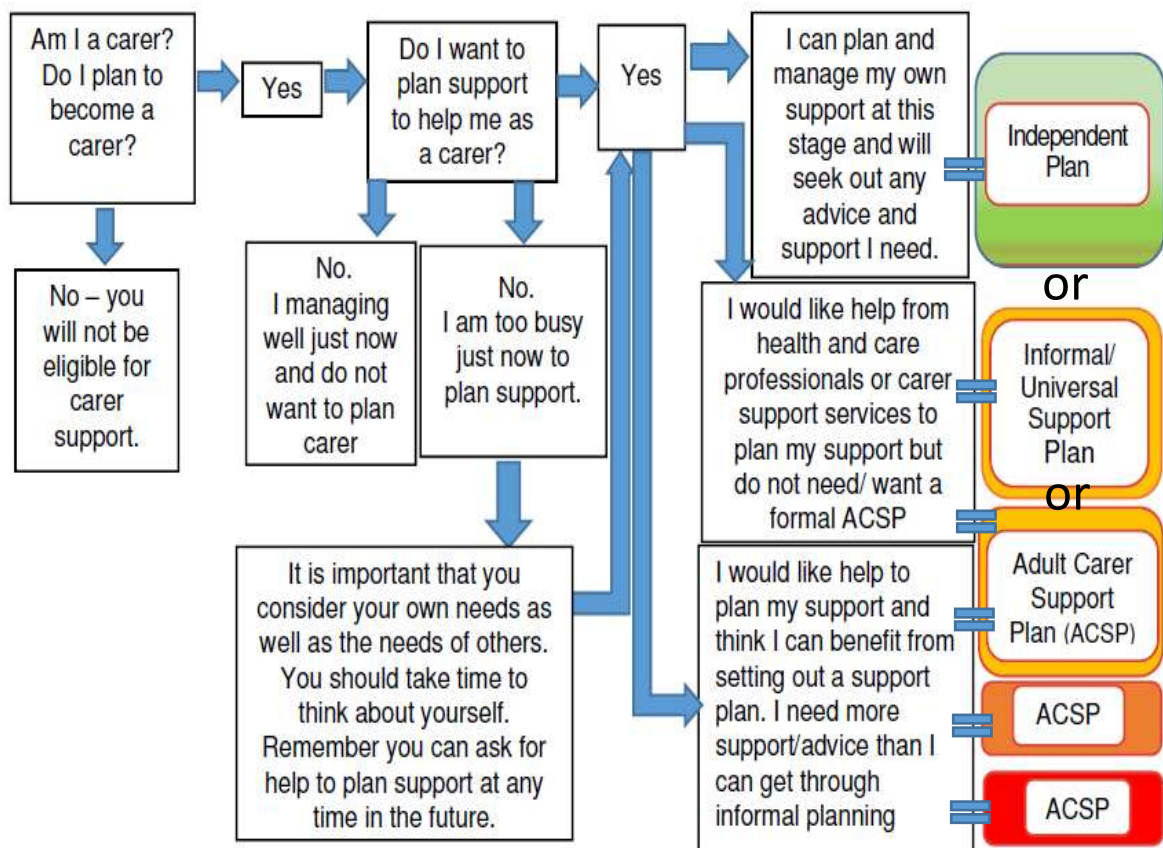 Am I a carer?
Do I plan to
become a
carer?
Yes
Do I want to
plan support
to help me as
a carer?
Yes
I can plan and
manage my own
support at this
stage and will
seek out any
advice and
support I need.
Independent
Plan
No – you
will not be
eligible for
carer
support.
No.
I managing
well just now
and do not
want to plan
carer
No.
I am too busy
just now to
plan support.
or
I would like help from
health and care
professionals or carer
support services to
plan my support but
do not need/ want a
formal ACSP
Informal/
Universal
Support
Plan
or
It is important that you
consider your own needs as
well as the needs of others.
You should take time to
think about yourself.
Remember you can ask for
help to plan support at any
time in the future.
I would like help to
plan my support and
think I can benefit from
setting out a support
plan. I need more
support/advice than I
can get through
informal planning
Adult Carer
Support
Plan (ACSP)
ACSP
ACSP